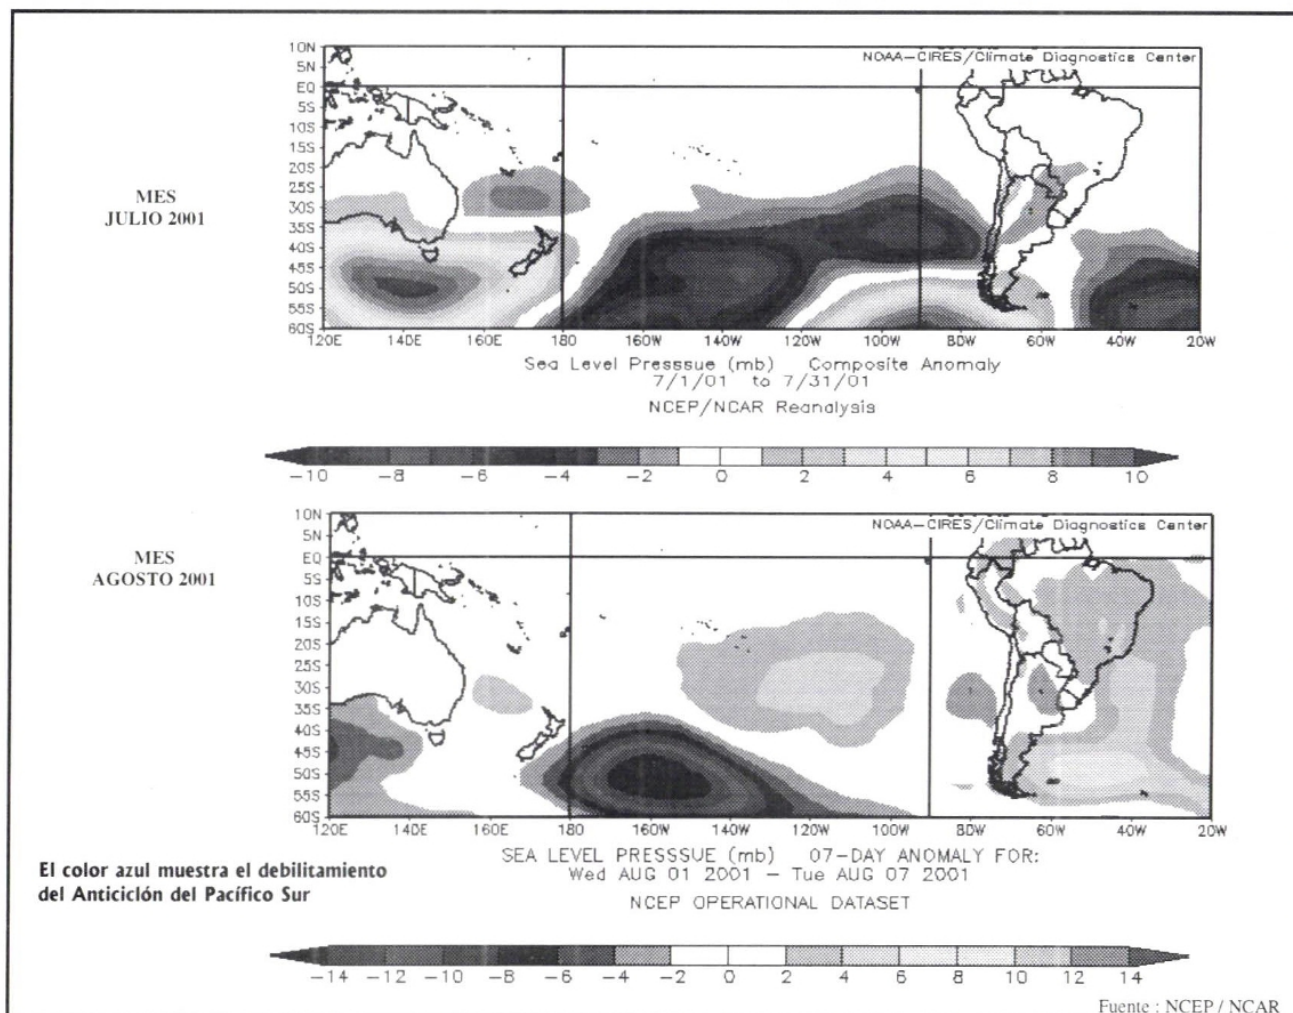 10N
NOAA-CIRES/Climate Diagnostics Center
5N
EQ
5S
10S
15S
20S
25S
30S
35S
40S
45S
50S
55S
60S
MES
JULIO 2001
120E 140E 160E 180 160W 140W 120W 100W 80W 60W 40W 20W
Sea Level Presssue (mb) Composite Anomaly
7/1/01 to 7/31/01
NCEP/NCAR Reanalysis
-10 -8 -6 -4 -2 0 2 4 6 8 10
10N
NOAA-CIRES/Climate Diagnostics Center
5N
EQ
5S
10S
15S
20S
25S
30S
35S
40S
45S
50S
55S
60S
MES
AGOSTO 2001
120E 140E 160E 180 160W 140W 120W 100W 80W 60W 40W 20W
SEA LEVEL PRESSSUE (mb) 07-DAY ANOMALY FOR:
Wed AUG 01 2001 - Tue AUG 07 2001
NCEP OPERATIONAL DATASET
El color azul muestra el debilitamiento
del Anticiclón del Pacífico Sur
-14 -12 -10 -8 -6 -4 -2 0 2 4 6 8 10 12 14
Fuente : NCEP / NCAR